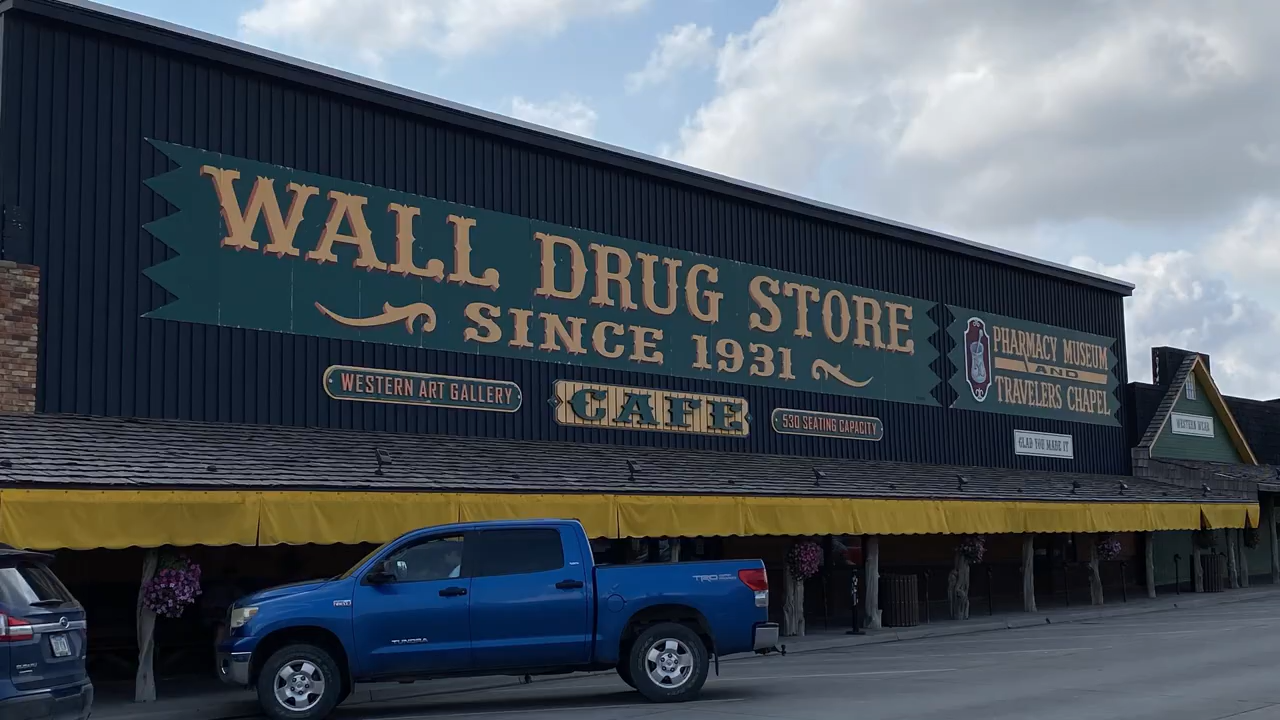 WALL DRUG STORE
SINCE 1931
PHARMACY MUSEUM
AND
TRAVELERS CHAPEL
WESTERN ART GALLERY
CAFE
530 SEATING CAPACITY
GLAD YOU MADE IT
WESTERN WEAR
TUNDRA
TRD
SUBARU